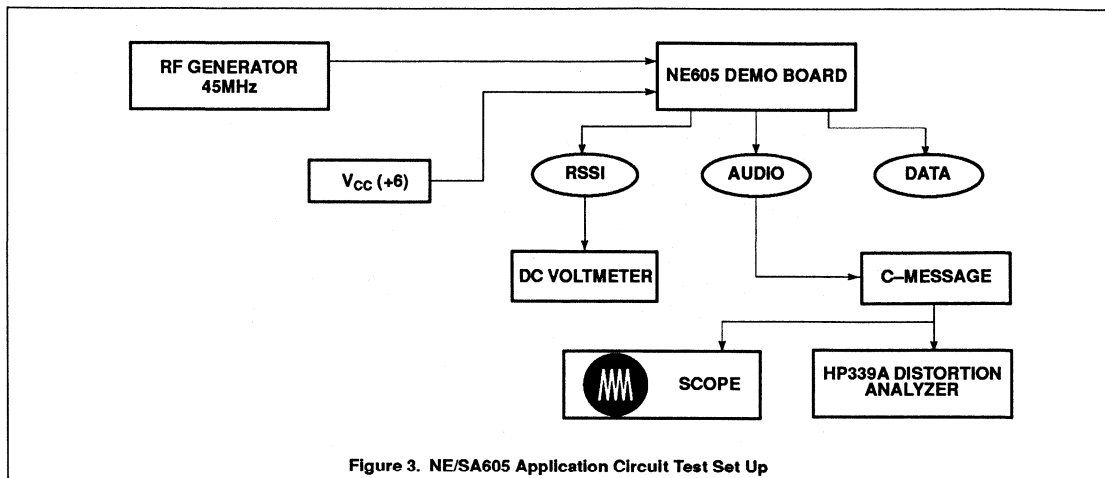 RF GENERATOR
45MHz
NE605 DEMO BOARD
VCC (+6)
RSSI
AUDIO
DATA
DC VOLTMETER
C–MESSAGE
SCOPE
HP339A DISTORTION
ANALYZER
Figure 3. NE/SA605 Application Circuit Test Set Up